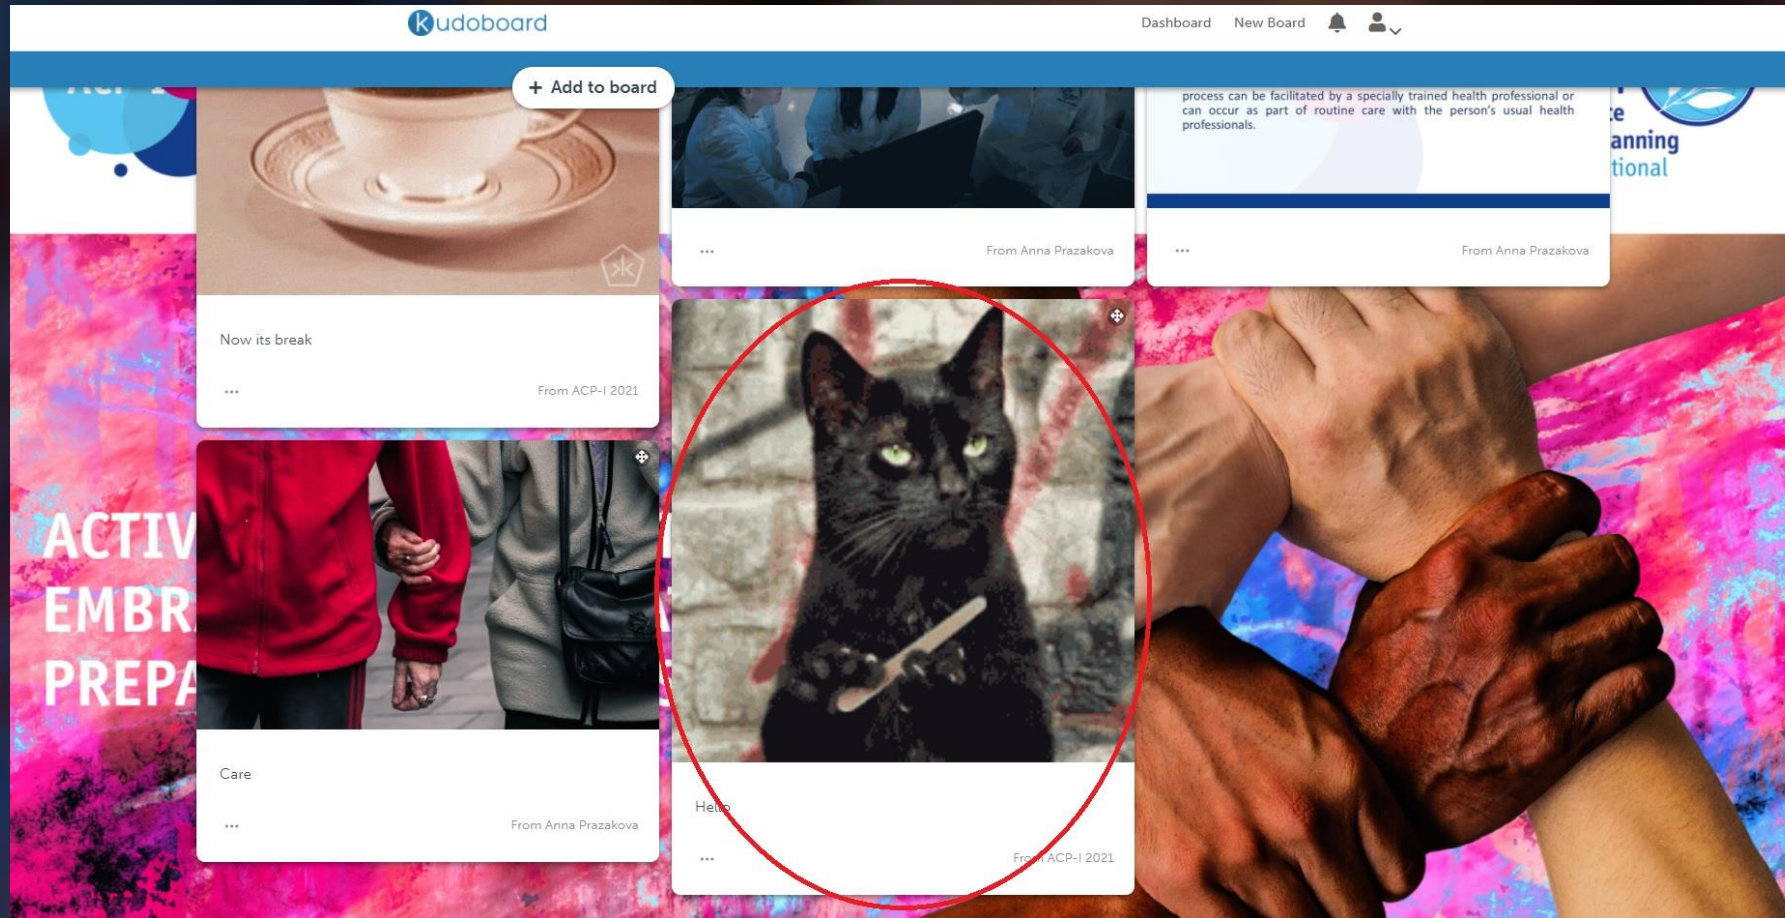 kudoboard
Dashboard New Board
+ Add to board
ACP-I
process can be facilitated by a specially trained health professional or
can occur as part of routine care with the person's usual health
professionals.
anning
tional
From Anna Prazakova
From Anna Prazakova
Now its break
From ACP-I 2021
ACTIV
EMBR
PREPA
Care
From Anna Prazakova
Hello
From ACP-I 2021